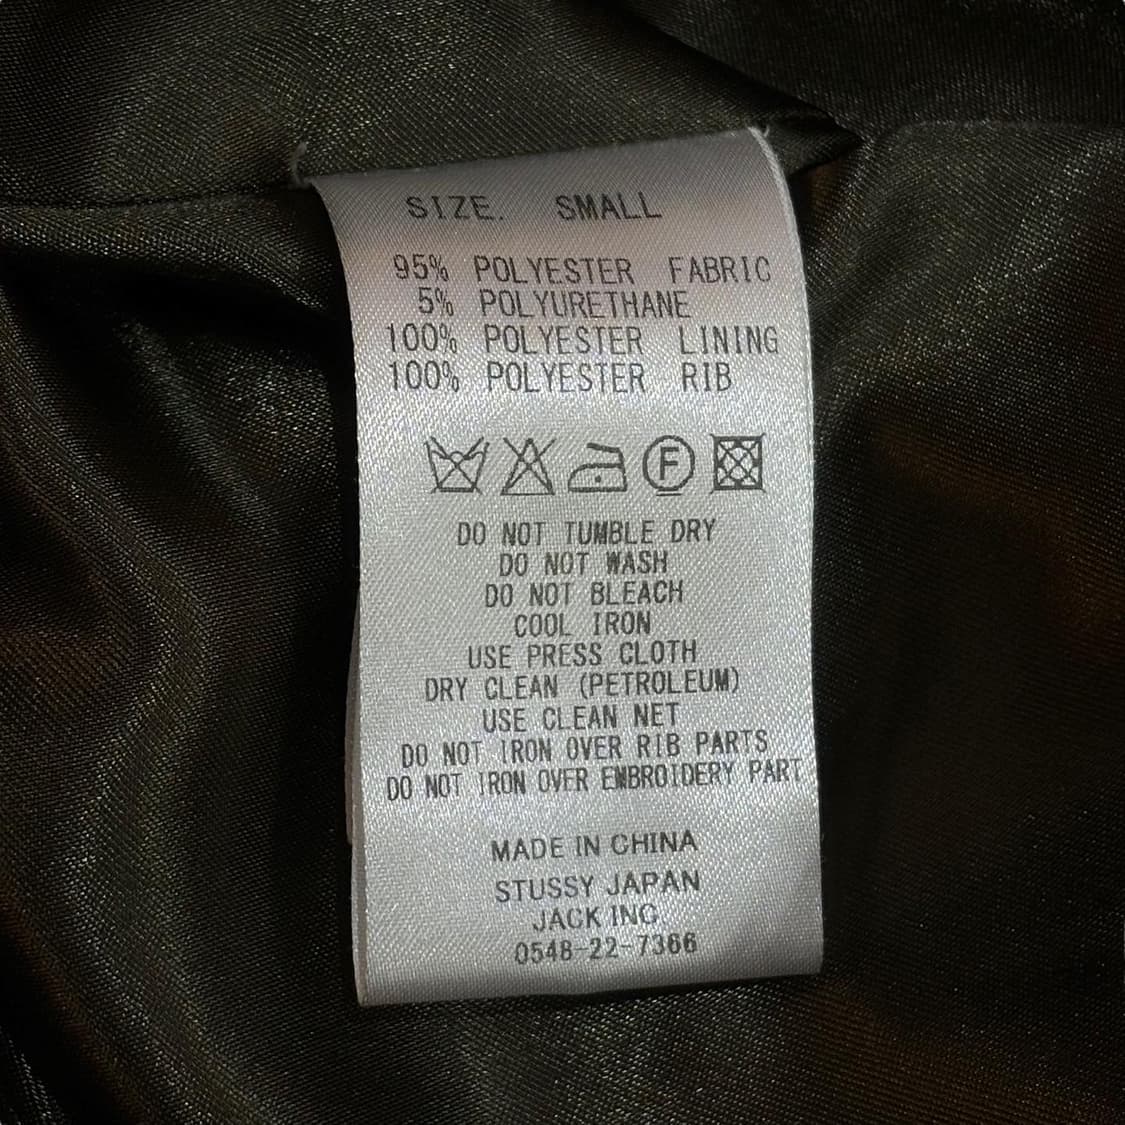 SIZE. SMALL
95% POLYESTER FABRIC
5% POLYURETHANE
100% POLYESTER LINING
100% POLYESTER RIB
F
DO NOT TUMBLE DRY
DO NOT WASH
DO NOT BLEACH
COOL IRON
USE PRESS CLOTH
DRY CLEAN (PETROLEUM)
USE CLEAN NET
DO NOT IRON OVER RIB PARTS
DO NOT IRON OVER EMBROIDERY PART
MADE IN CHINA
STUSSY JAPAN
JACK INC.
0548-22-7366